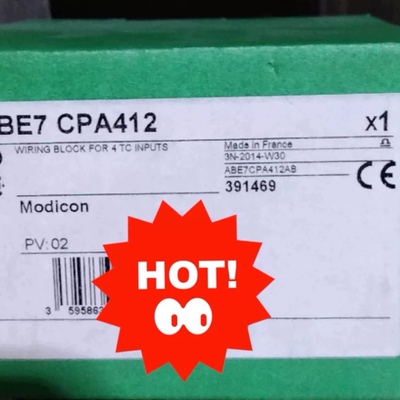 BE7 CPA412 x1
WIRING BLOCK FOR 4 TC INPUTS
Made in France
3N-2014-W30
ABE7CPA412AB
391469
CE
Modicon
PV: 02
HOT!
3 595862